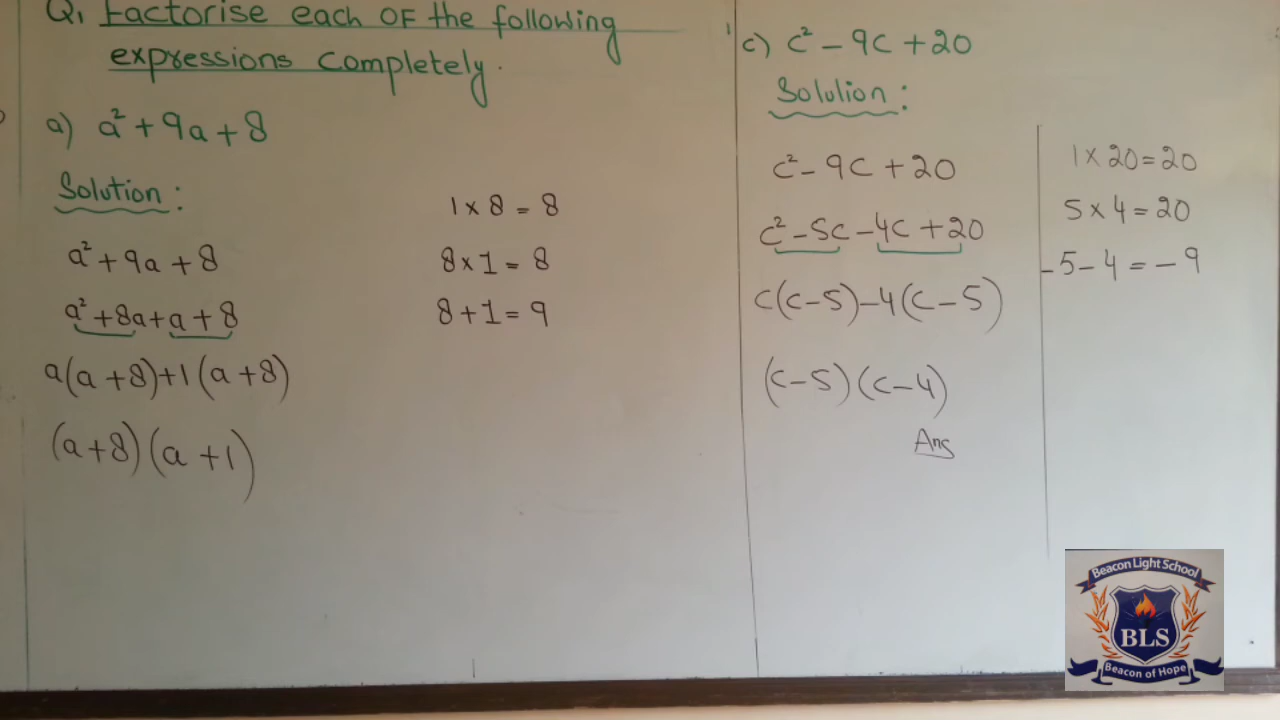 Q1 Factorise each OF the following
expressions Completely.
a) a² + 9a + 8
Solution:
a² + 9a + 8
a² + 8a + a + 8
a(a + 8) + 1(a + 8)
(a + 8)(a + 1)
1 × 8 = 8
8 × 1 = 8
8 + 1 = 9
c) c² – 9c + 20
Solution:
c² – 9c + 20
c² – 5c – 4c + 20
c(c – 5) – 4(c – 5)
(c – 5)(c – 4)
Ans
1 × 20 = 20
5 × 4 = 20
-5 – 4 = – 9
Beacon Light School
BLS
Beacon of Hope